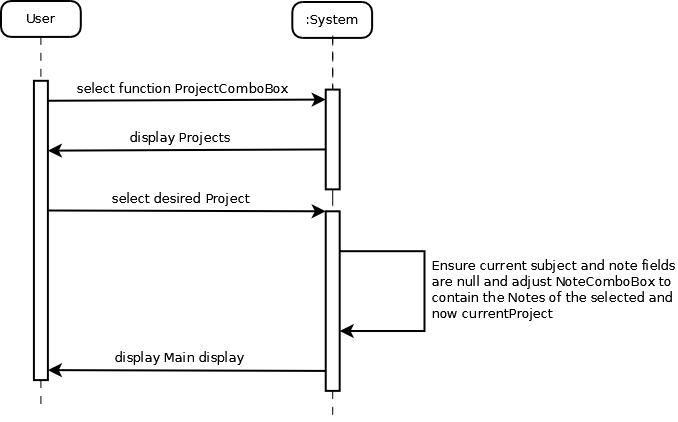 User
:System
select function ProjectComboBox
display Projects
select desired Project
Ensure current subject and note fields
are null and adjust NoteComboBox to
contain the Notes of the selected and
now currentProject
display Main display